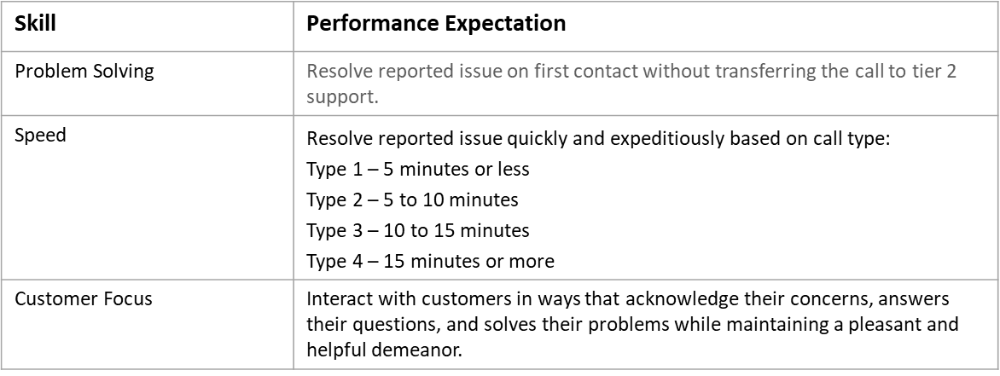 Skill
Performance Expectation
Problem Solving
Resolve reported issue on first contact without transferring the call to tier 2
support.
Speed
Resolve reported issue quickly and expeditiously based on call type:
Type 1 – 5 minutes or less
Type 2 – 5 to 10 minutes
Type 3 – 10 to 15 minutes
Type 4 – 15 minutes or more
Customer Focus
Interact with customers in ways that acknowledge their concerns, answers
their questions, and solves their problems while maintaining a pleasant and
helpful demeanor.